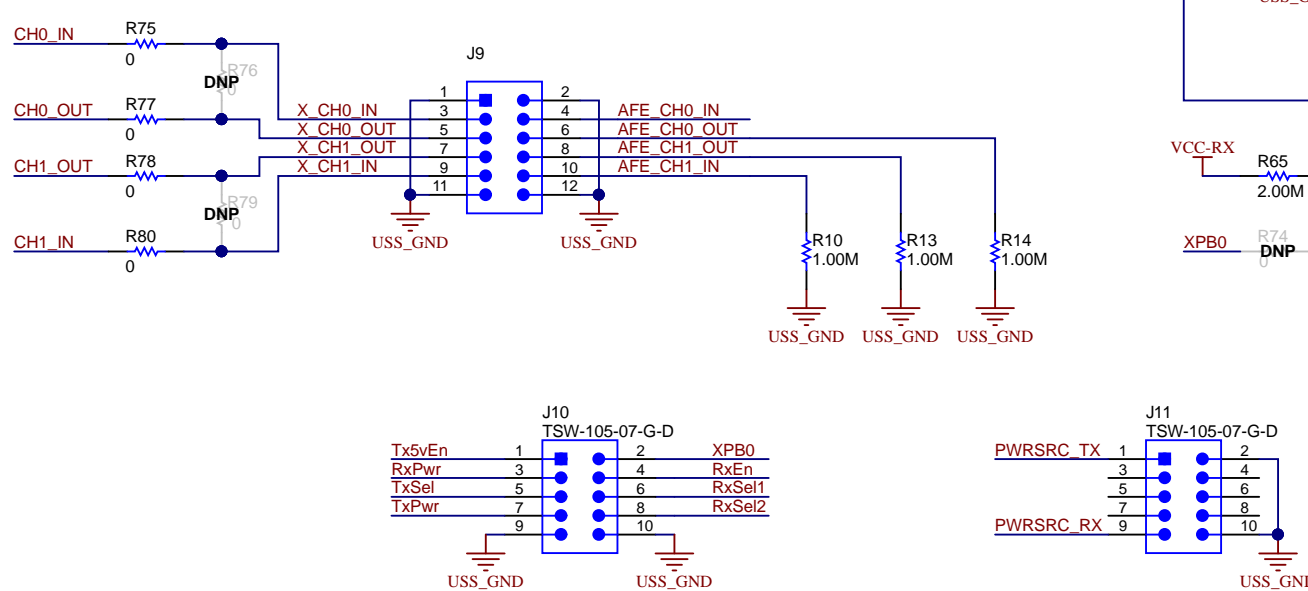 USS_G
CH0_IN R75
0
R76
DNP
0
CH0_OUT R77
0
CH1_OUT R78
0
R79
DNP
0
CH1_IN R80
0
J9
1 2
X_CH0_IN 3 4 AFE_CH0_IN
X_CH0_OUT 5 6 AFE_CH0_OUT
X_CH1_OUT 7 8 AFE_CH1_OUT
X_CH1_IN 9 10 AFE_CH1_IN
11 12
USS_GND USS_GND
R10 R13 R14
1.00M 1.00M 1.00M
USS_GND USS_GND USS_GND
VCC-RX R65
2.00M
XPB0 R74
DNP
0
J10
TSW-105-07-G-D
Tx5vEn 1 2 XPB0
RxPwr 3 4 RxEn
TxSel 5 6 RxSel1
TxPwr 7 8 RxSel2
9 10
USS_GND USS_GND
J11
TSW-105-07-G-D
PWRSRC_TX 1 2
3 4
5 6
7 8
PWRSRC_RX 9 10
USS_GN